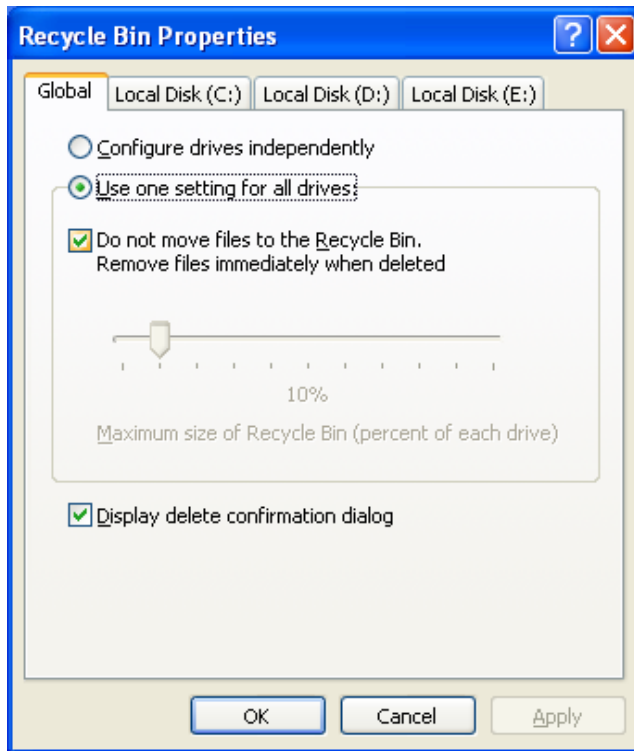 Recycle Bin Properties
Global
Local Disk (C:)
Local Disk (D:)
Local Disk (E:)
Configure drives independently
Use one setting for all drives:
Do not move files to the Recycle Bin.
Remove files immediately when deleted
10%
Maximum size of Recycle Bin (percent of each drive)
Display delete confirmation dialog
OK
Cancel
Apply